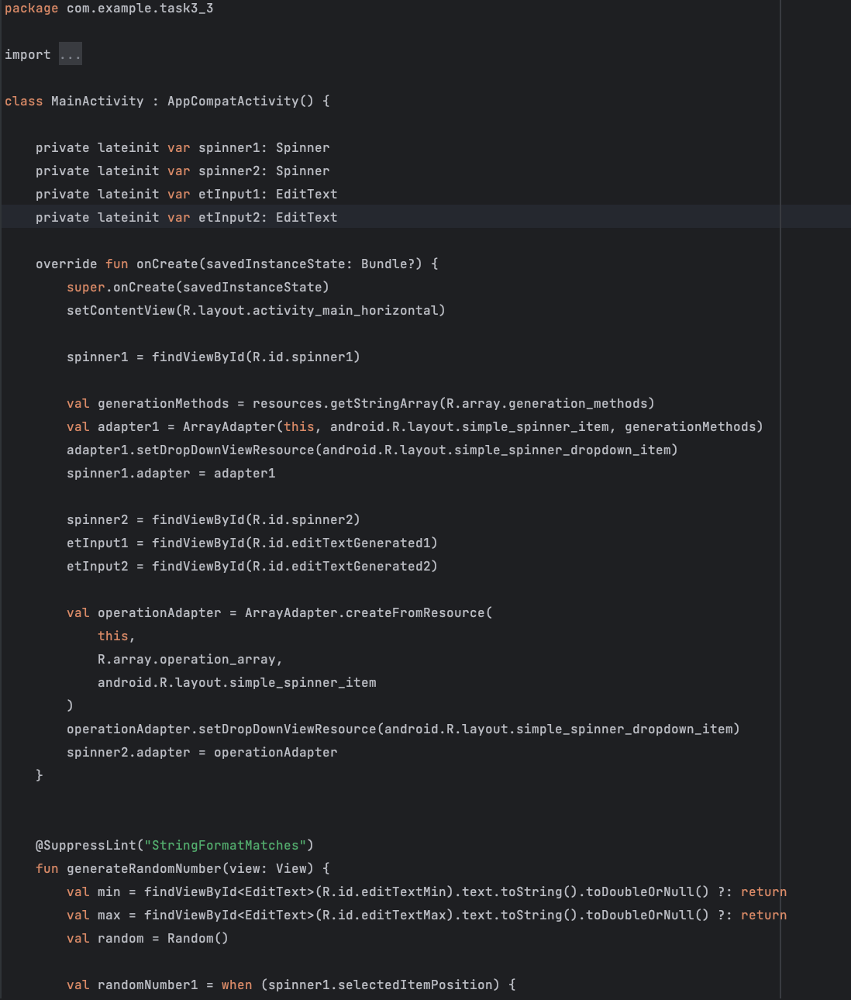 package com.example.task3_3
import ...
class MainActivity : AppCompatActivity() {
    private lateinit var spinner1: Spinner
    private lateinit var spinner2: Spinner
    private lateinit var etInput1: EditText
    private lateinit var etInput2: EditText
    override fun onCreate(savedInstanceState: Bundle?) {
        super.onCreate(savedInstanceState)
        setContentView(R.layout.activity_main_horizontal)
        spinner1 = findViewById(R.id.spinner1)
        val generationMethods = resources.getStringArray(R.array.generation_methods)
        val adapter1 = ArrayAdapter(this, android.R.layout.simple_spinner_item, generationMethods)
        adapter1.setDropDownViewResource(android.R.layout.simple_spinner_dropdown_item)
        spinner1.adapter = adapter1
        spinner2 = findViewById(R.id.spinner2)
        etInput1 = findViewById(R.id.editTextGenerated1)
        etInput2 = findViewById(R.id.editTextGenerated2)
        val operationAdapter = ArrayAdapter.createFromResource(
            this,
            R.array.operation_array,
            android.R.layout.simple_spinner_item
        )
        operationAdapter.setDropDownViewResource(android.R.layout.simple_spinner_dropdown_item)
        spinner2.adapter = operationAdapter
    }
    @SuppressLint("StringFormatMatches")
    fun generateRandomNumber(view: View) {
        val min = findViewById<EditText>(R.id.editTextMin).text.toString().toDoubleOrNull() ?: return
        val max = findViewById<EditText>(R.id.editTextMax).text.toString().toDoubleOrNull() ?: return
        val random = Random()
        val randomNumber1 = when (spinner1.selectedItemPosition) {